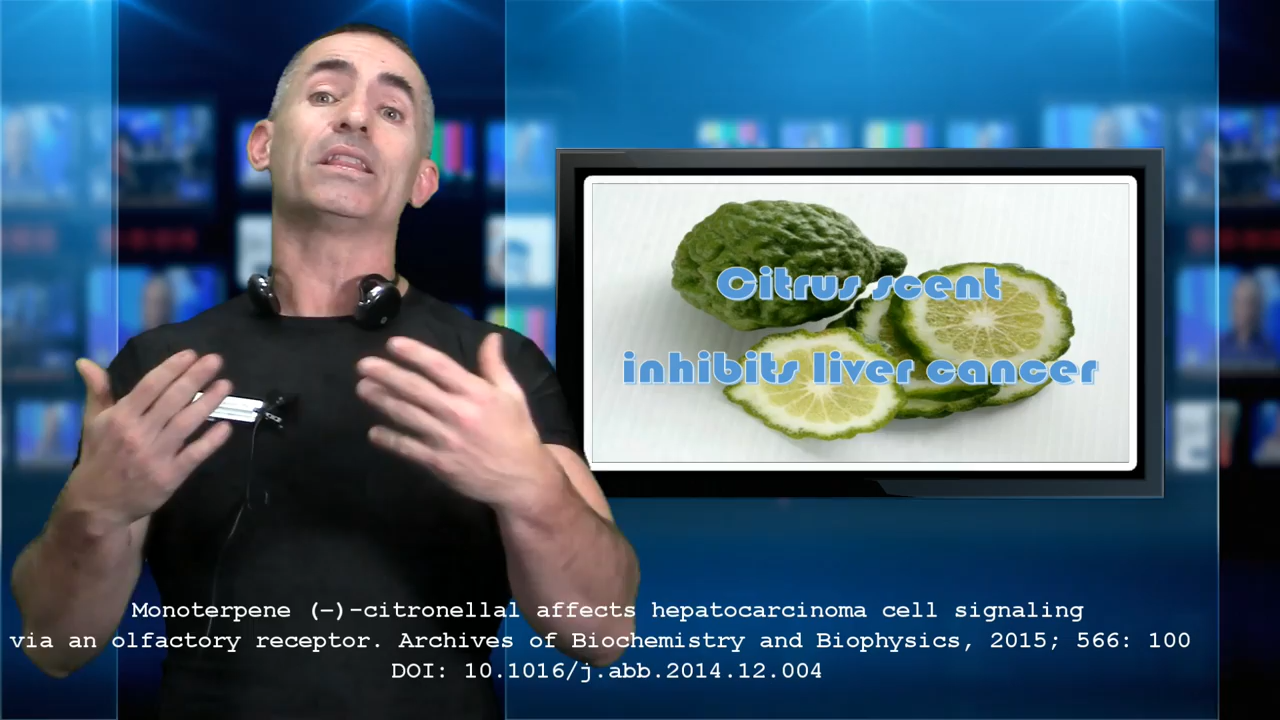 Citrus scent
inhibits liver cancer
Monoterpene (−)-citronellal affects hepatocarcinoma cell signaling
via an olfactory receptor. Archives of Biochemistry and Biophysics, 2015; 566: 100
DOI: 10.1016/j.abb.2014.12.004